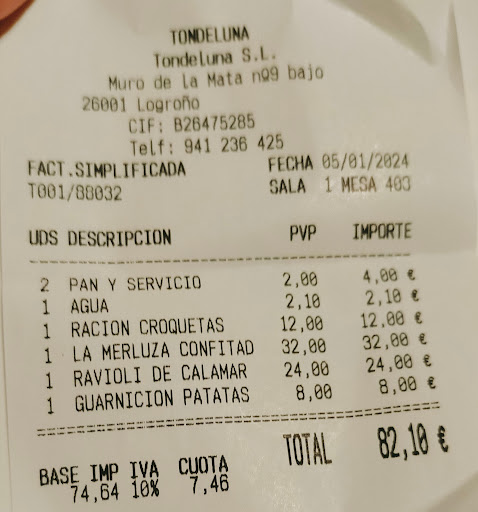 TONDELUNA
TondeLuna S.L.
Muro de la Mata nº9 bajo
26001 Logroño
CIF: B26475285
Telf: 941 236 425
FACT.SIMPLIFICADA FECHA 05/01/2024
T001/88032 SALA 1 MESA 403
UDS DESCRIPCION PVP IMPORTE
2 PAN Y SERVICIO 2,00 4,00 €
1 AGUA 2,10 2,10 €
1 RACION CROQUETAS 12,00 12,00 €
1 LA MERLUZA CONFITAD 32,00 32,00 €
1 RAVIOLI DE CALAMAR 24,00 24,00 €
1 GUARNICION PATATAS 8,00 8,00 €
TOTAL 82,10 €
BASE IMP IVA CUOTA
74,64 10% 7,46